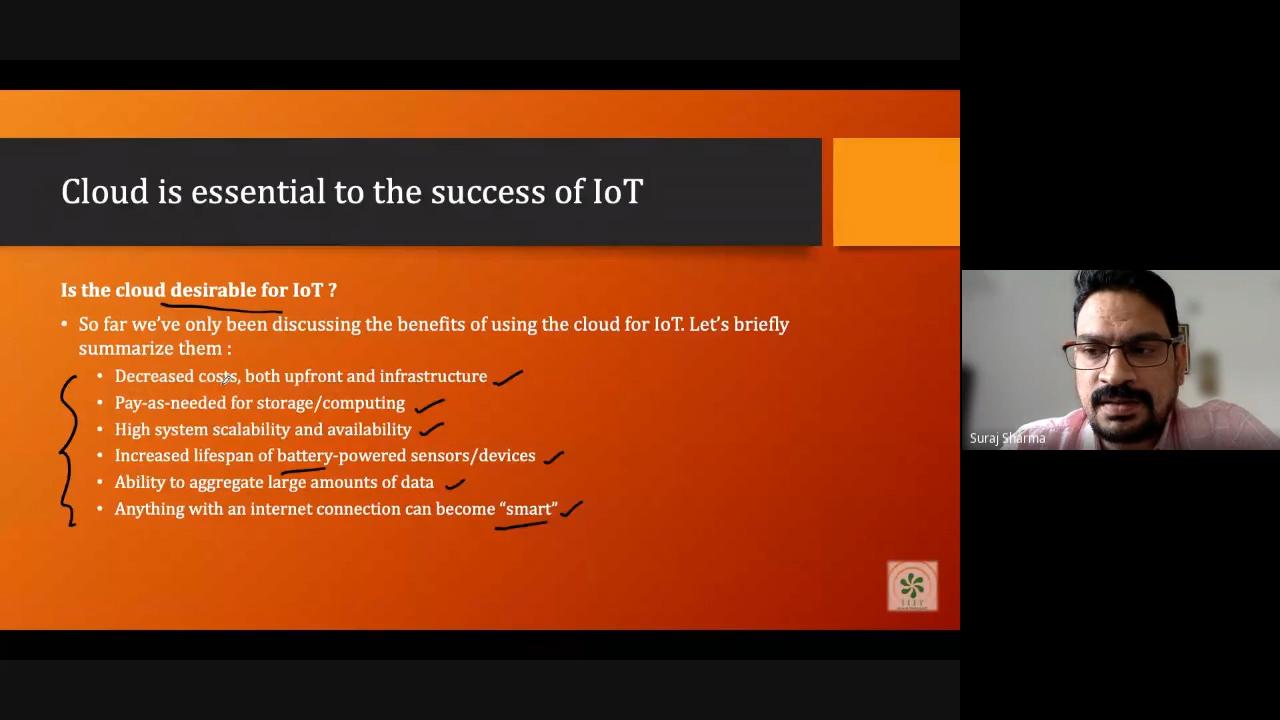 Cloud is essential to the success of IoT
Is the cloud desirable for IoT ?
• So far we’ve only been discussing the benefits of using the cloud for IoT. Let’s briefly
summarize them :
• Decreased costs, both upfront and infrastructure
• Pay-as-needed for storage/computing
• High system scalability and availability
• Increased lifespan of battery-powered sensors/devices
• Ability to aggregate large amounts of data
• Anything with an internet connection can become “smart”
Suraj Sharma